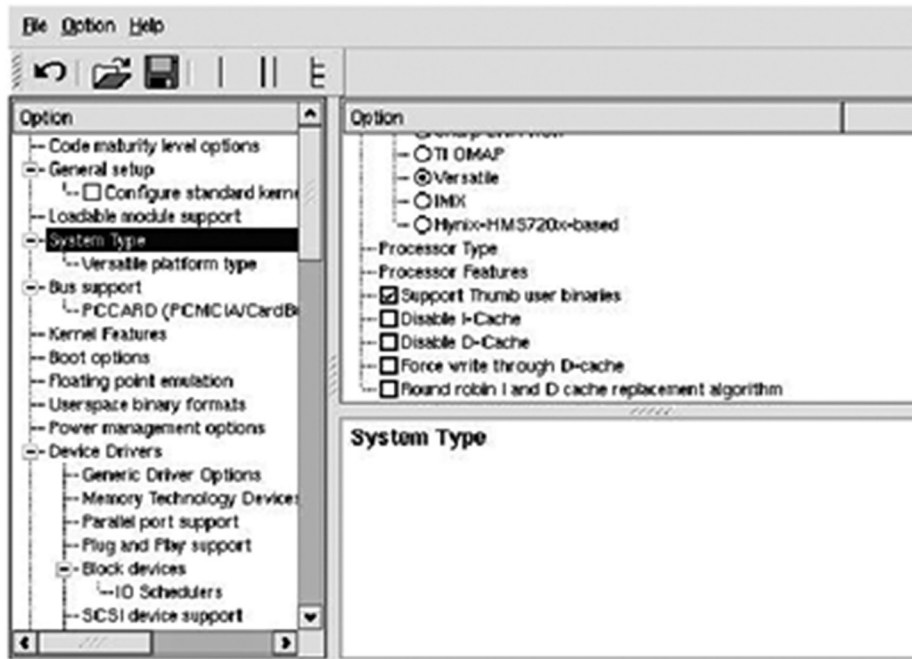 File Option Help
Option
Code maturity level options
General setup
Configure standard kerne
Loadable module support
System Type
Versatile platform type
Bus support
PCCARD (PCMCIA/CardBu
Kernel Features
Boot options
Floating point emulation
Userspace binary formats
Power management options
Device Drivers
Generic Driver Options
Memory Technology Devices
Parallel port support
Plug and Play support
Block devices
IO Schedulers
SCSI device support
Option
TI OMAP
Versatile
IMX
Hynix-HMS720x-based
Processor Type
Processor Features
Support Thumb user binaries
Disable I-Cache
Disable D-Cache
Force write through D-cache
Round robin I and D cache replacement algorithm
System Type